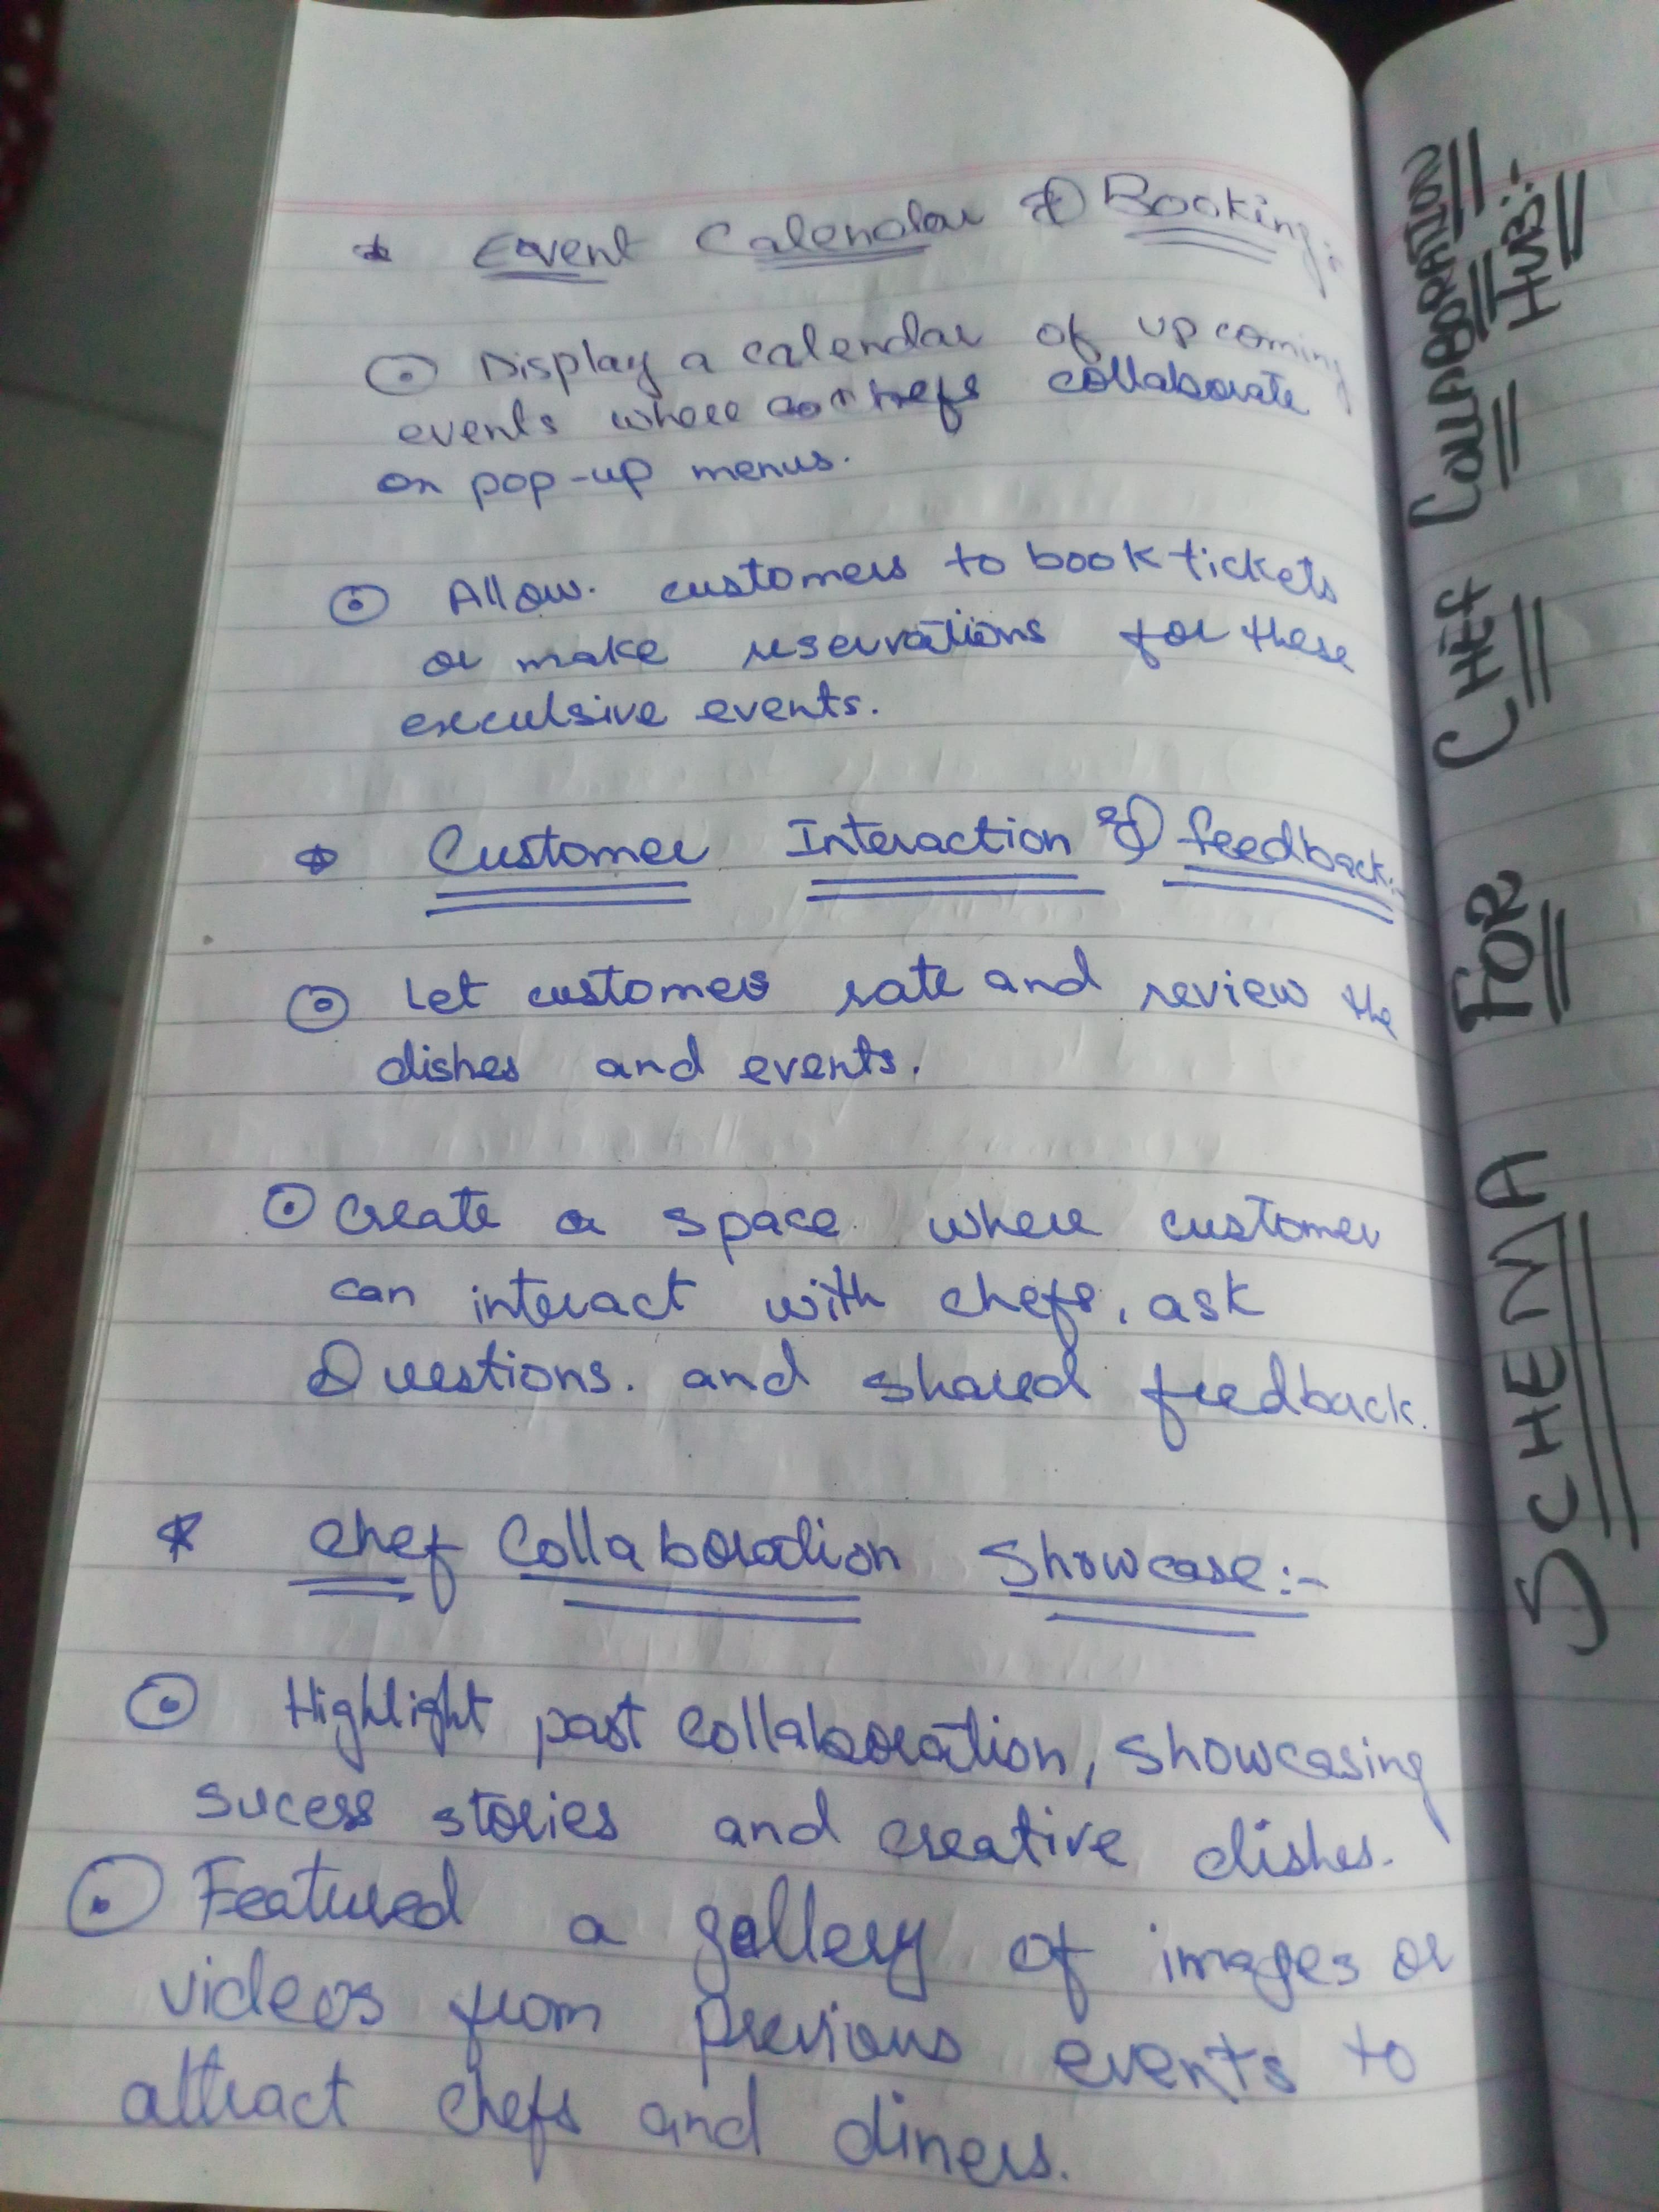 * Event Calendar & Booking:
⊙ Display a calendar of upcoming
events where chefs collaborate
on pop-up menus.
⊙ Allow. customers to book tickets
or make reservations for these
exculsive events.
* Customer Interaction & feedback:-
⊙ Let customers rate and review the
dishes and events.
⊙ Create a space where customer
can interact with chefs, ask
Questions. and shared feedback.
* Chef Collaboration Showcase:-
⊙ Highlight past collaboration, showcasing
sucess stories and creative dishes.
⊙ Featured a gallery of images or
videos from previous events to
attract chefs and diners.
SCHEMA FOR CHEF COLLABORATION
HUB:-